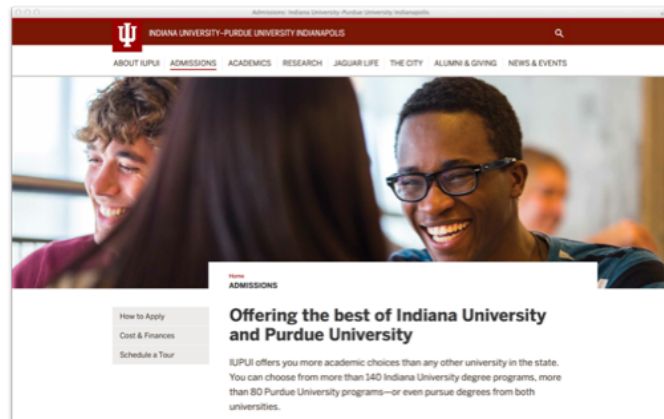 Admissions: Indiana University-Purdue University Indianapolis
INDIANA UNIVERSITY–PURDUE UNIVERSITY INDIANAPOLIS
ABOUT IUPUI ADMISSIONS ACADEMICS RESEARCH JAGUAR LIFE THE CITY ALUMNI & GIVING NEWS & EVENTS
Home
ADMISSIONS
How to Apply
Cost & Finances
Schedule a Tour
Offering the best of Indiana University
and Purdue University
IUPUI offers you more academic choices than any other university in the state.
You can choose from more than 140 Indiana University degree programs, more
than 80 Purdue University programs—or even pursue degrees from both
universities.